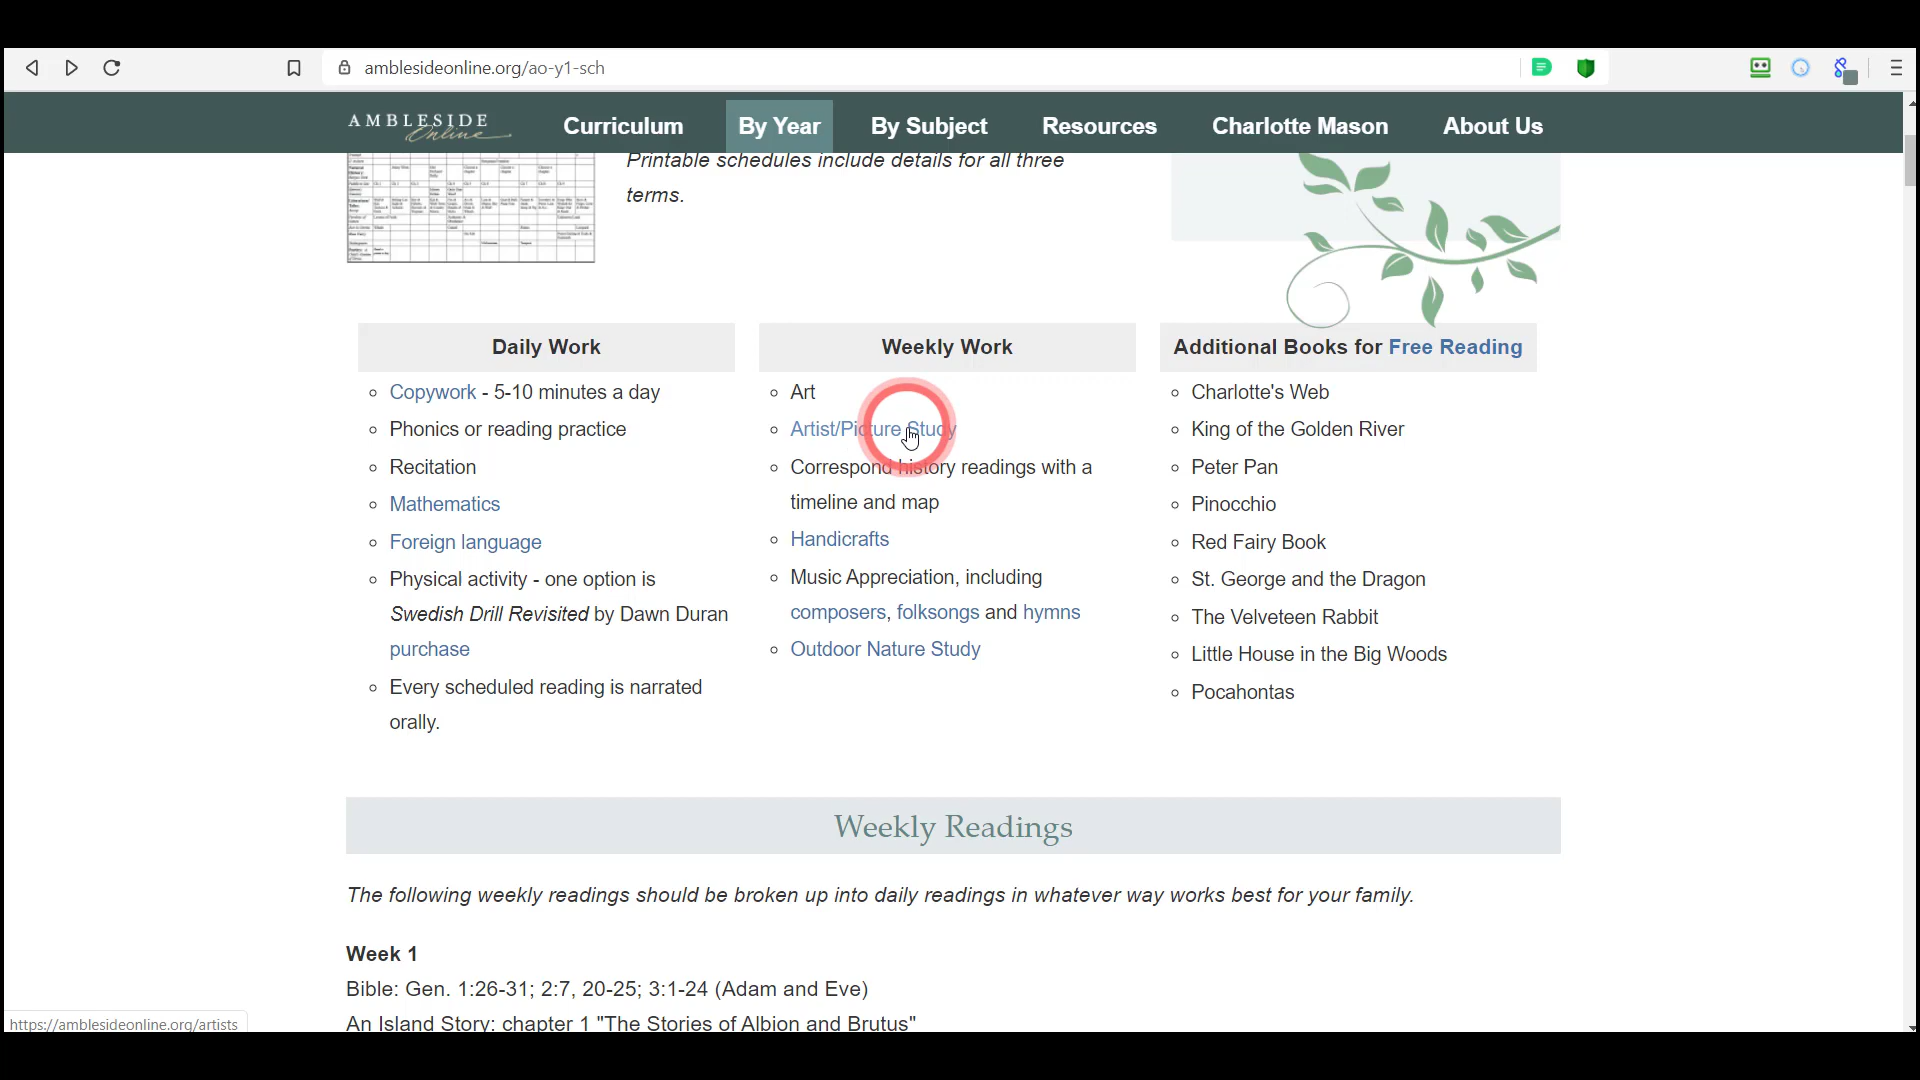 amblesideonline.org/ao-y1-sch
AMBLESIDE
Online
Curriculum
By Year
By Subject
Resources
Charlotte Mason
About Us
Printable schedules include details for all three
terms.
Daily Work
Copywork - 5-10 minutes a day
Phonics or reading practice
Recitation
Mathematics
Foreign language
Physical activity - one option is
Swedish Drill Revisited by Dawn Duran
purchase
Every scheduled reading is narrated
orally.
Weekly Work
Art
Artist/Picture Study
Correspond history readings with a
timeline and map
Handicrafts
Music Appreciation, including
composers, folksongs and hymns
Outdoor Nature Study
Additional Books for Free Reading
Charlotte's Web
King of the Golden River
Peter Pan
Pinocchio
Red Fairy Book
St. George and the Dragon
The Velveteen Rabbit
Little House in the Big Woods
Pocahontas
Weekly Readings
The following weekly readings should be broken up into daily readings in whatever way works best for your family.
Week 1
Bible: Gen. 1:26-31; 2:7, 20-25; 3:1-24 (Adam and Eve)
An Island Story: chapter 1 "The Stories of Albion and Brutus"
https://amblesideonline.org/artists